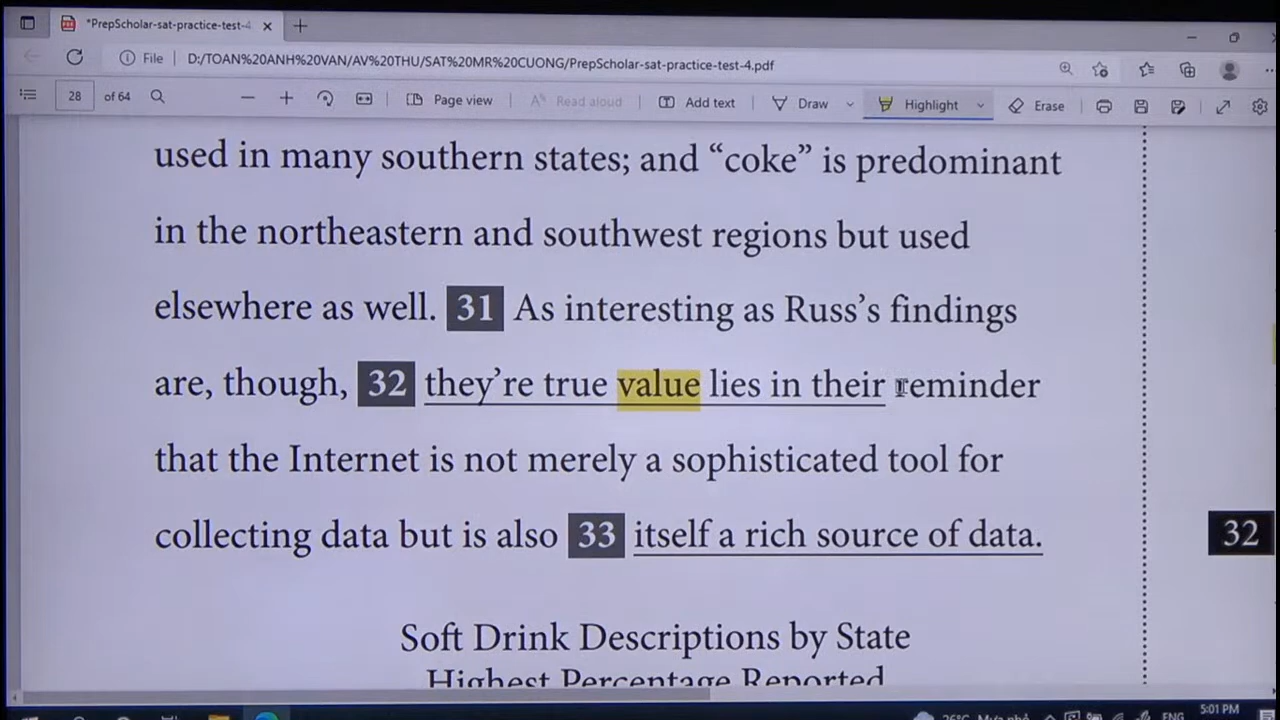 *PrepScholar-sat-practice-test-4
File D:/TOAN%20ANH%20VAN/AV%20THU/SAT%20MR%20CUONG/PrepScholar-sat-practice-test-4.pdf
28 of 64 Page view Read aloud Add text Draw Highlight Erase
used in many southern states; and “coke” is predominant
in the northeastern and southwest regions but used
elsewhere as well. 31 As interesting as Russ’s findings
are, though, 32 they’re true value lies in their reminder
that the Internet is not merely a sophisticated tool for
collecting data but is also 33 itself a rich source of data.
32
Soft Drink Descriptions by State
Highest Percentage Reported
26°C Mưa nhỏ ENG 5:01 PM